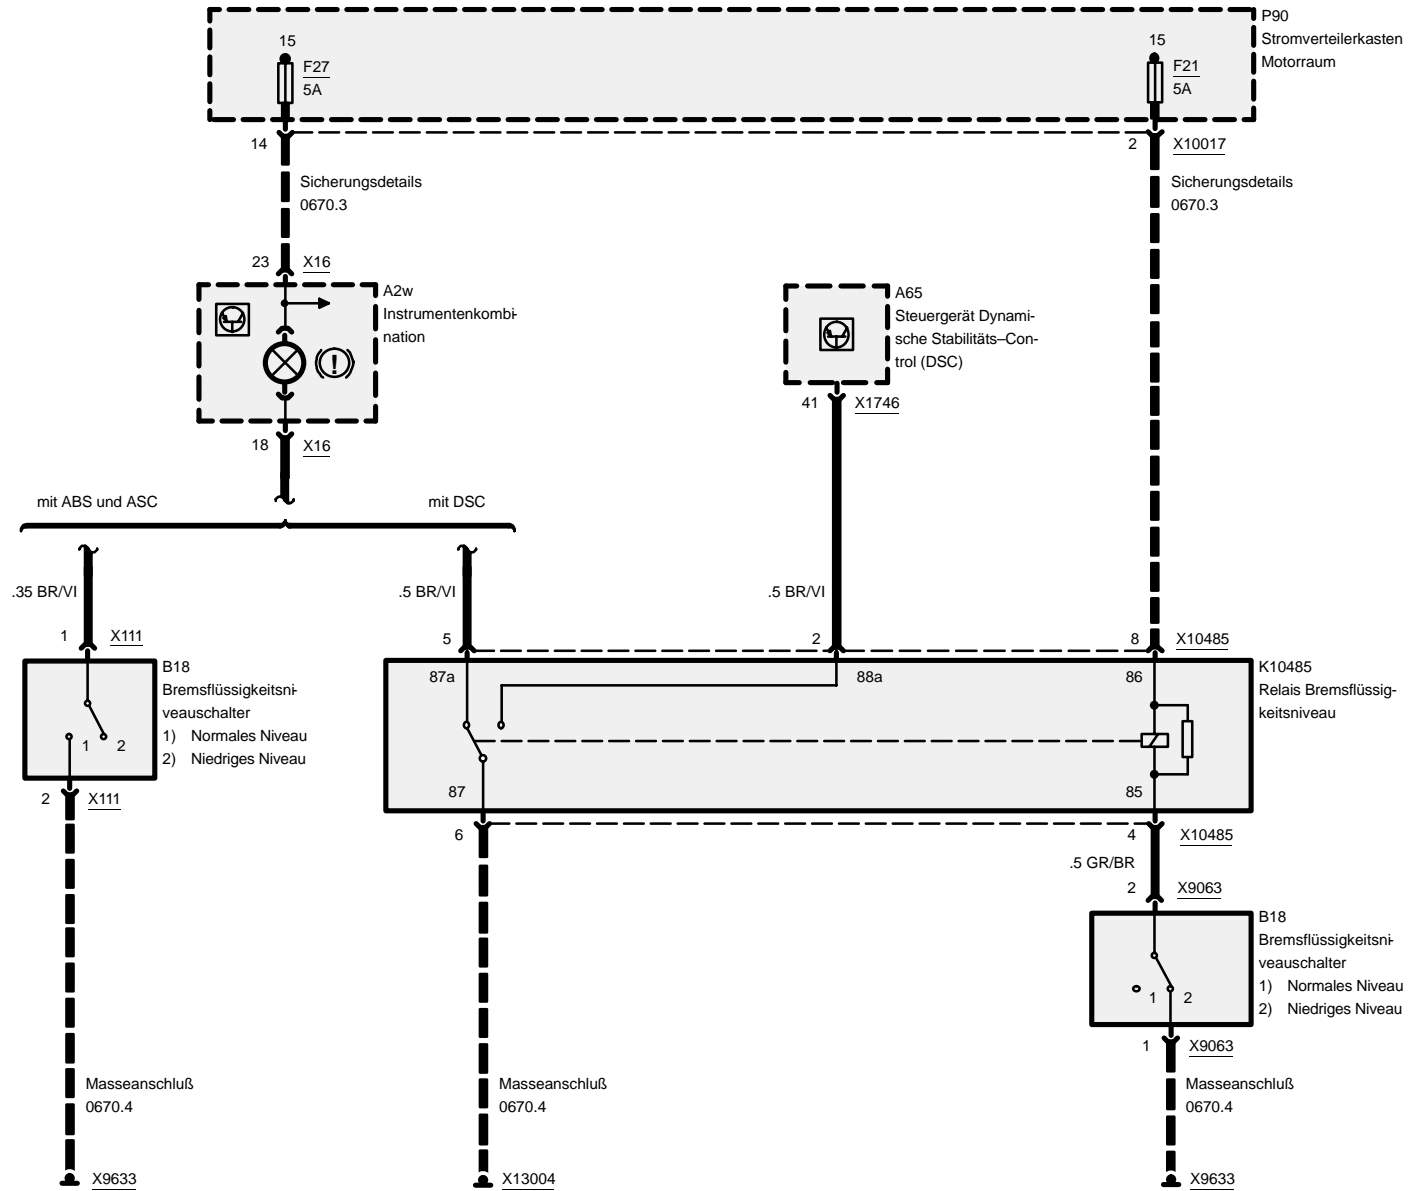 P90
Stromverteilerkasten
Motorraum
15
F27
5A
15
F21
5A
14
2
X10017
Sicherungsdetails
0670.3
Sicherungsdetails
0670.3
23
X16
A2w
Instrumentenkombi-
nation
!
18
X16
A65
Steuergerät Dynami-
sche Stabilitäts–Con-
trol (DSC)
41
X1746
mit ABS und ASC
mit DSC
.35 BR/VI
.5 BR/VI
.5 BR/VI
1
X111
5
2
8
X10485
B18
Bremsflüssigkeitsni-
veauschalter
1) Normales Niveau
2) Niedriges Niveau
1
2
87a
88a
86
87
85
K10485
Relais Bremsflüssig-
keitsniveau
2
X111
6
4
X10485
.5 GR/BR
2
X9063
B18
Bremsflüssigkeitsni-
veauschalter
1) Normales Niveau
2) Niedriges Niveau
1
2
1
X9063
Masseanschluß
0670.4
Masseanschluß
0670.4
Masseanschluß
0670.4
X9633
X13004
X9633